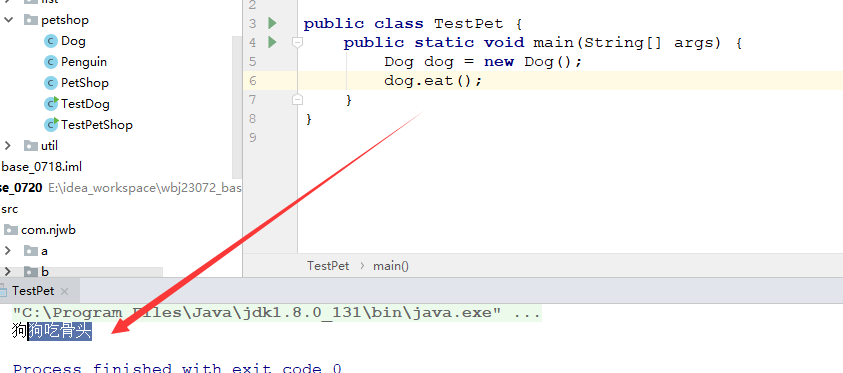 list
petshop
Dog
Penguin
PetShop
TestDog
TestPetShop
util
base_0718.iml
se_0720 E:\idea_workspace\wbj23072_bas
src
com.njwb
a
b
2
3 public class TestPet {
4 public static void main(String[] args) {
5 Dog dog = new Dog();
6 dog.eat();
7 }
8 }
9
TestPet > main()
TestPet ×
"C:\Program Files\Java\jdk1.8.0_131\bin\java.exe" ...
狗狗吃骨头
Process finished with exit code 0